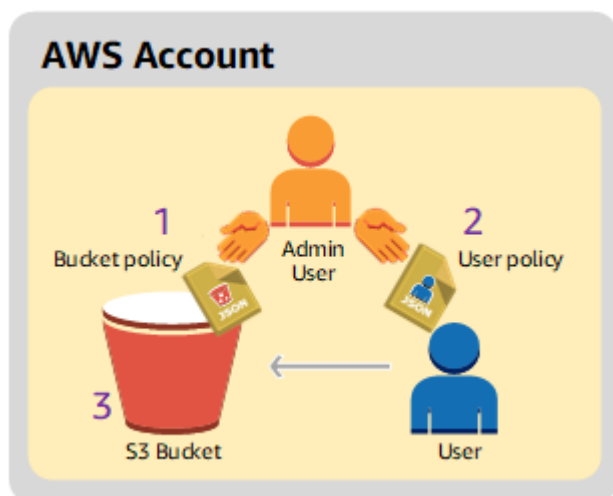 AWS Account
1
2
Bucket policy
Admin
User
User policy
JSON
JSON
3
S3 Bucket
User